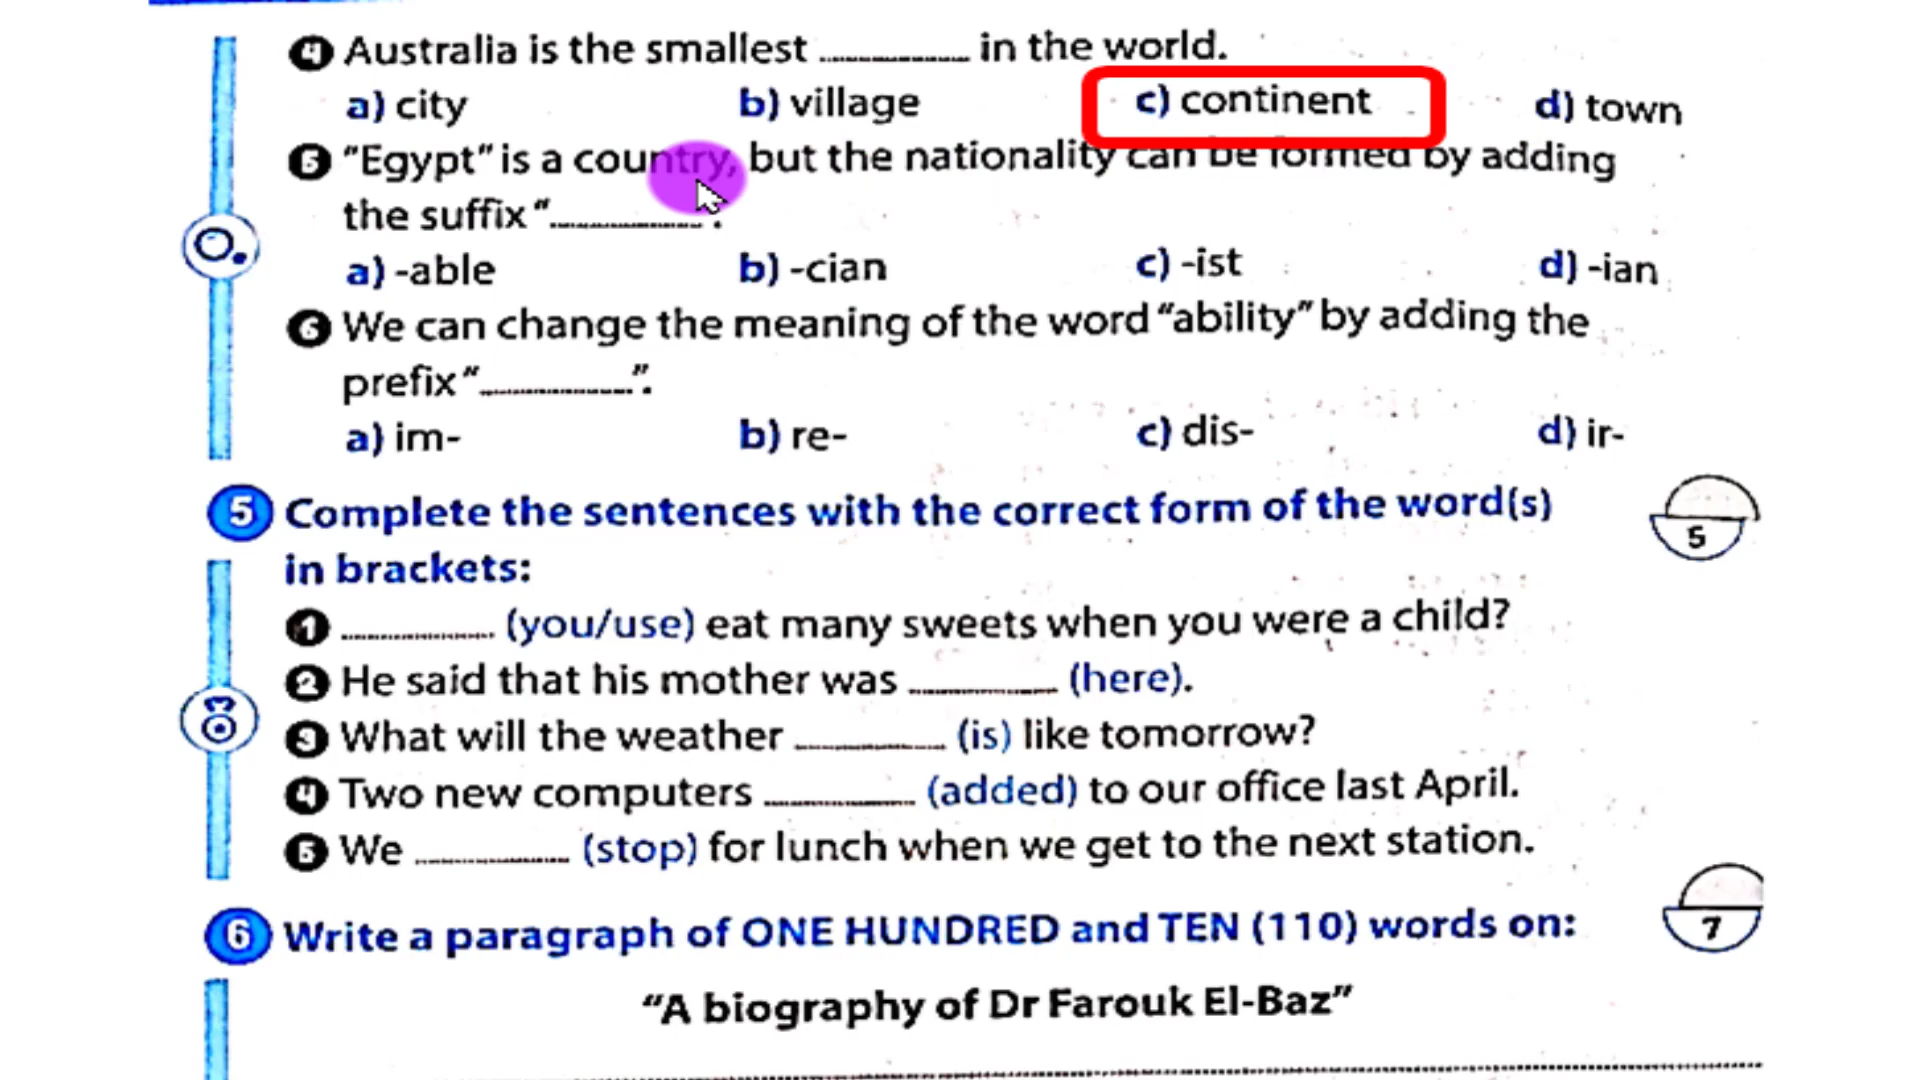 4 Australia is the smallest ............... in the world.
a) city b) village c) continent d) town
5 "Egypt" is a country, but the nationality can be formed by adding
the suffix "...............".
a) -able b) -cian c) -ist d) -ian
6 We can change the meaning of the word "ability" by adding the
prefix "...............".
a) im- b) re- c) dis- d) ir-
5 Complete the sentences with the correct form of the word(s)
in brackets:
5
1 ............... (you/use) eat many sweets when you were a child?
2 He said that his mother was ............... (here).
3 What will the weather ............... (is) like tomorrow?
4 Two new computers ............... (added) to our office last April.
5 We ............... (stop) for lunch when we get to the next station.
6 Write a paragraph of ONE HUNDRED and TEN (110) words on:
7
"A biography of Dr Farouk El-Baz"